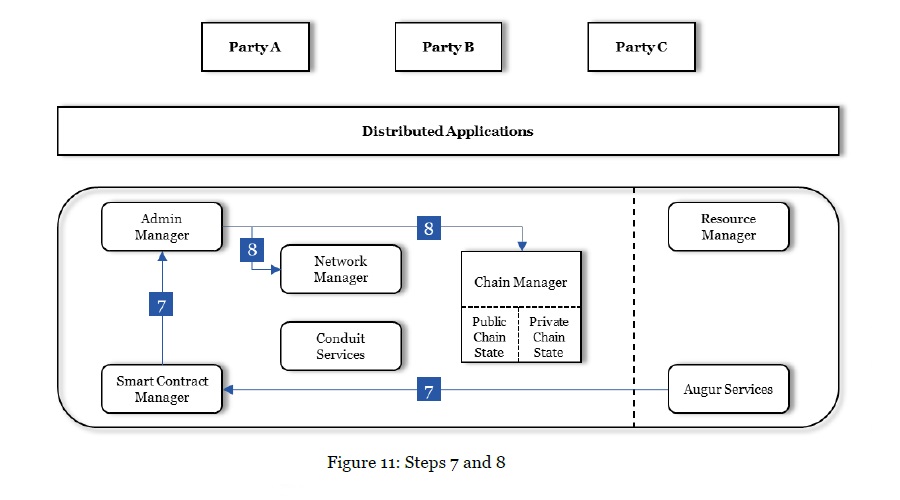 Party A
Party B
Party C
Distributed Applications
Admin
Manager
8
Resource
Manager
8
Network
Manager
Chain Manager
7
Public
Chain
State
Private
Chain
State
Conduit
Services
Smart Contract
Manager
7
Augur Services
Figure 11: Steps 7 and 8